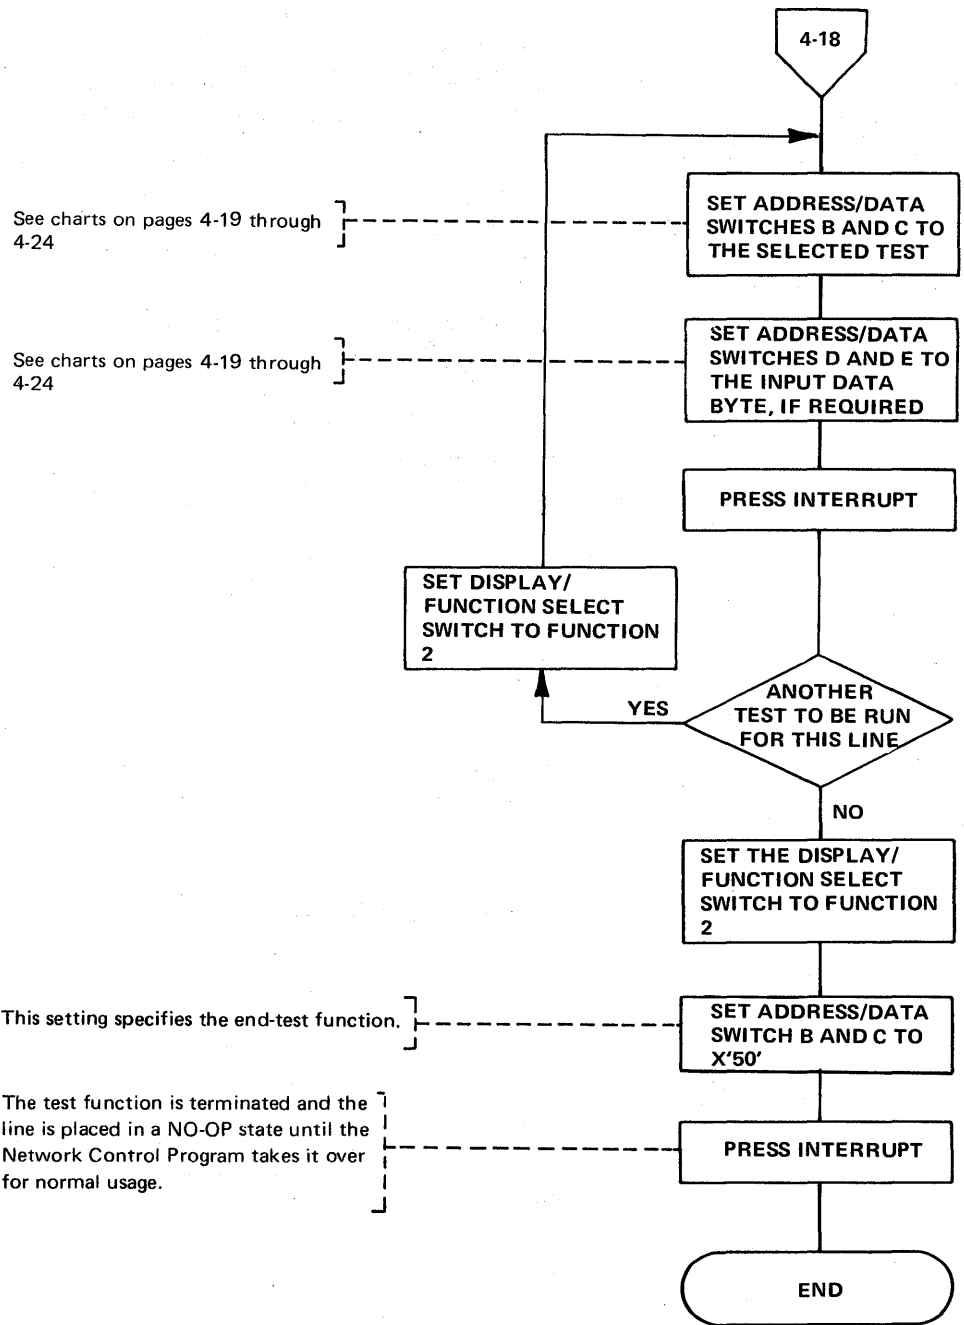 4-18
See charts on pages 4-19 through
4-24
SET ADDRESS/DATA
SWITCHES B AND C TO
THE SELECTED TEST
See charts on pages 4-19 through
4-24
SET ADDRESS/DATA
SWITCHES D AND E TO
THE INPUT DATA
BYTE, IF REQUIRED
PRESS INTERRUPT
SET DISPLAY/
FUNCTION SELECT
SWITCH TO FUNCTION
2
YES
ANOTHER
TEST TO BE RUN
FOR THIS LINE
NO
SET THE DISPLAY/
FUNCTION SELECT
SWITCH TO FUNCTION
2
This setting specifies the end-test function.
SET ADDRESS/DATA
SWITCH B AND C TO
X'50'
The test function is terminated and the
line is placed in a NO-OP state until the
Network Control Program takes it over
for normal usage.
PRESS INTERRUPT
END